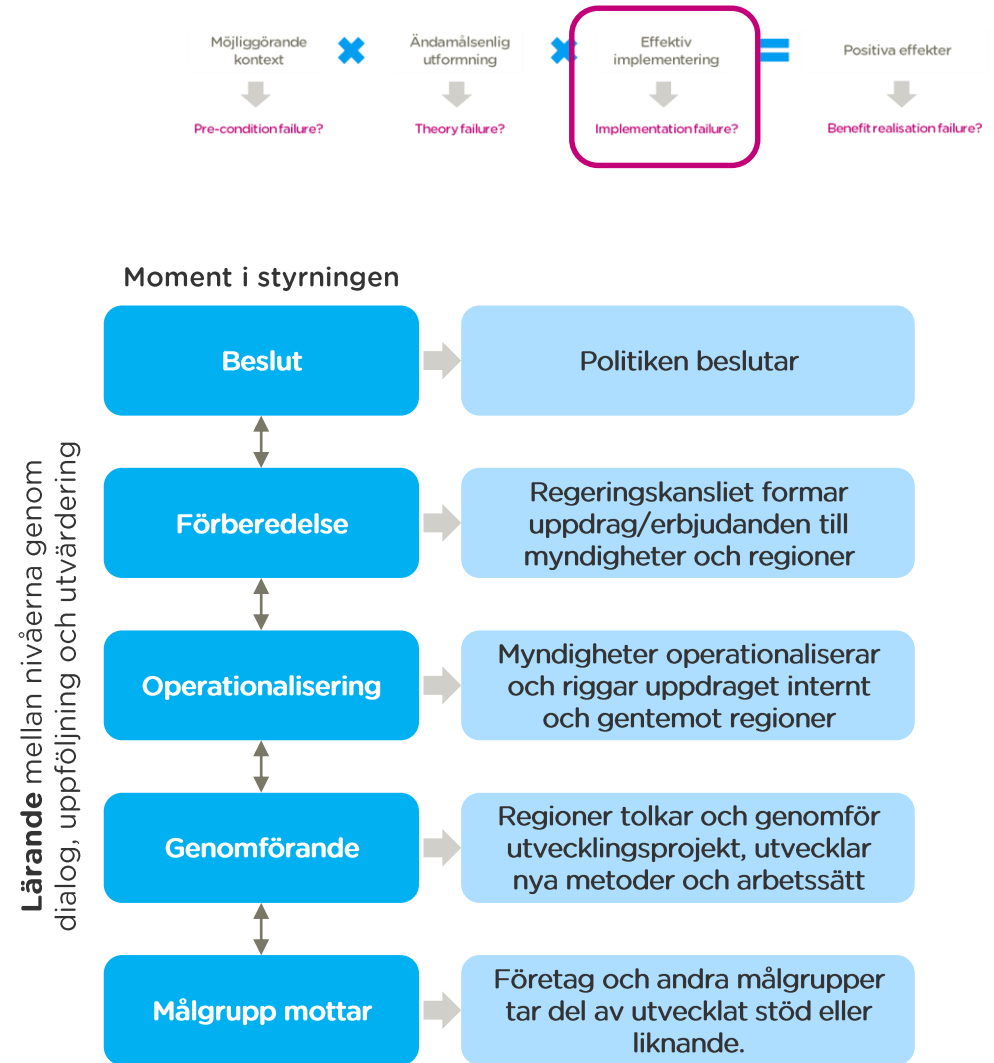 Möjliggörande
kontext
Ändamålsenlig
utformning
Effektiv
implementering
Positiva effekter
Pre-condition failure?
Theory failure?
Implementation failure?
Benefit realisation failure?
Moment i styrningen
Beslut
Politiken beslutar
Förberedelse
Regeringskansliet formar
uppdrag/erbjudanden till
myndigheter och regioner
Operationalisering
Myndigheter operationaliserar
och riggar uppdraget internt
och gentemot regioner
Genomförande
Regioner tolkar och genomför
utvecklingsprojekt, utvecklar
nya metoder och arbetssätt
Målgrupp mottar
Företag och andra målgrupper
tar del av utvecklat stöd eller
liknande.
Lärande mellan nivåerna genom
dialog, uppföljning och utvärdering